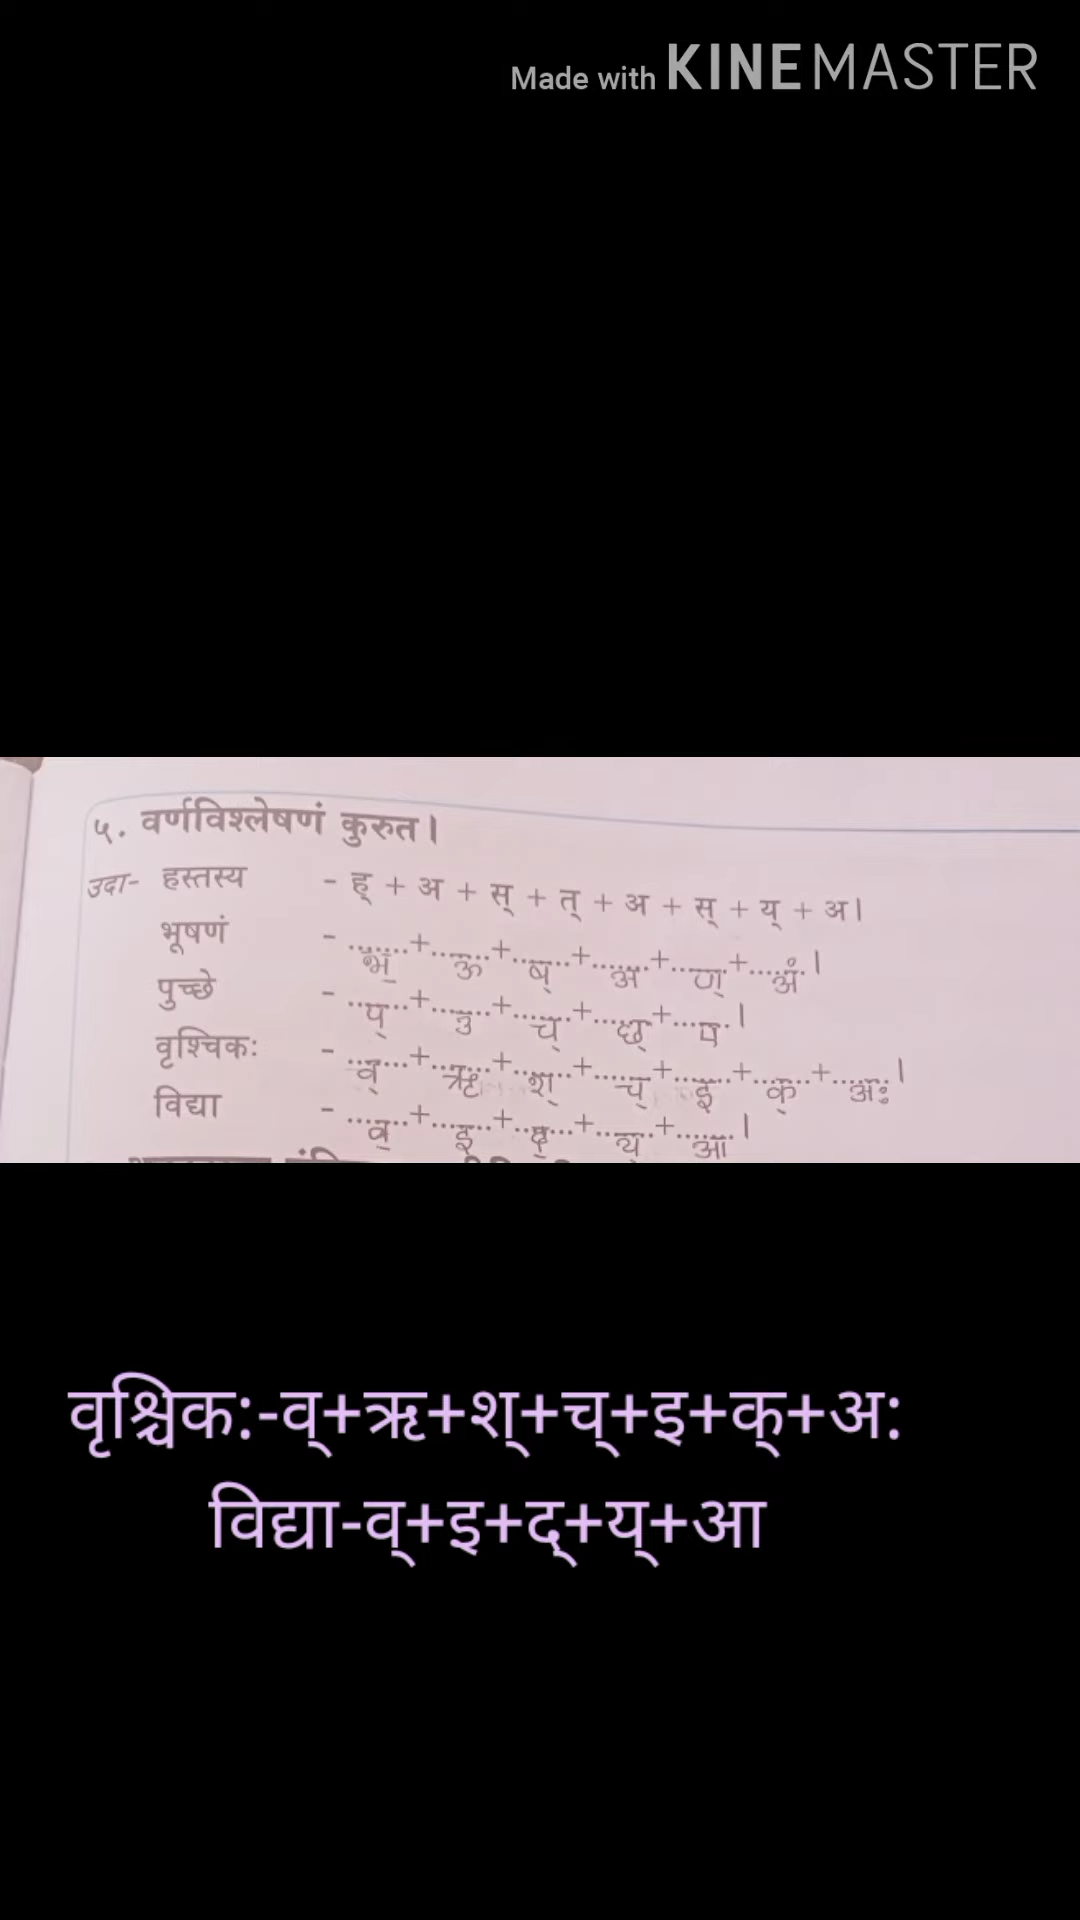 Made with KINEMASTER
५. वर्णविश्लेषणं कुरुत।
उदा- हस्तस्य - ह् + अ + स् + त् + अ + स् + य् + अ।
भूषणं - भ्+ऊ+ष्+अ+ण्+अं।
पुच्छे - प्+उ+च्+छ्+ए।
वृश्चिकः - व्+ऋ+श्+च्+इ+क्+अः।
विद्या - व्+इ+द्+य्+आ।
वृश्चिक:-व्+ऋ+श्+च्+इ+क्+अ:
विद्या-व्+इ+द्+य्+आ